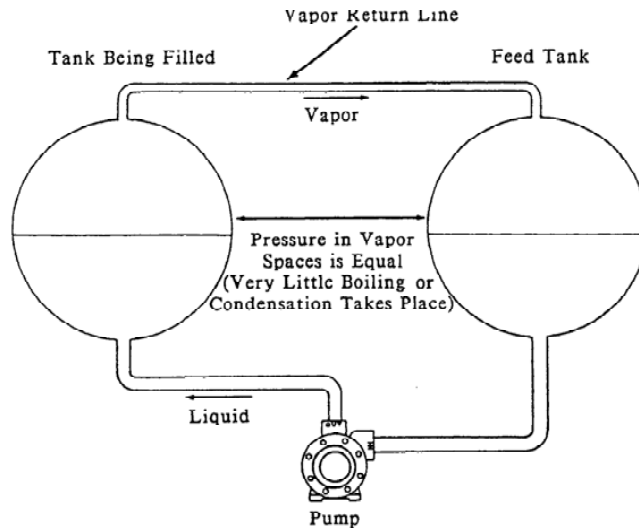 Vapor Return Line
Tank Being Filled
Feed Tank
Vapor
Pressure in Vapor
Spaces is Equal
(Very Little Boiling or
Condensation Takes Place)
Liquid
Pump